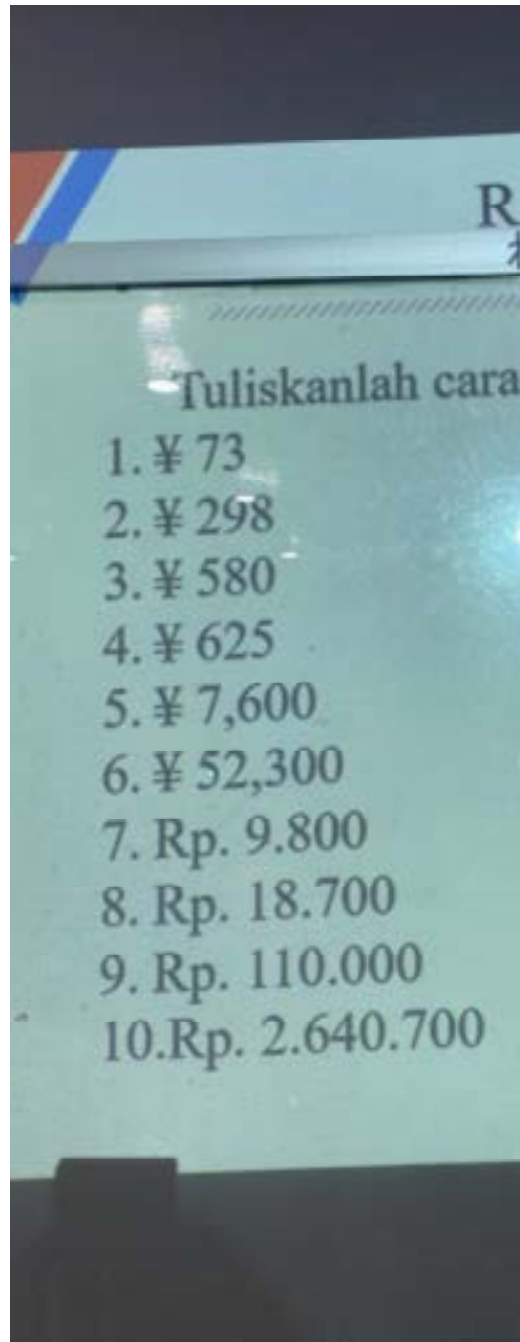 R
Tuliskanlah cara
1. ¥ 73
2. ¥ 298
3. ¥ 580
4. ¥ 625
5. ¥ 7,600
6. ¥ 52,300
7. Rp. 9.800
8. Rp. 18.700
9. Rp. 110.000
10.Rp. 2.640.700